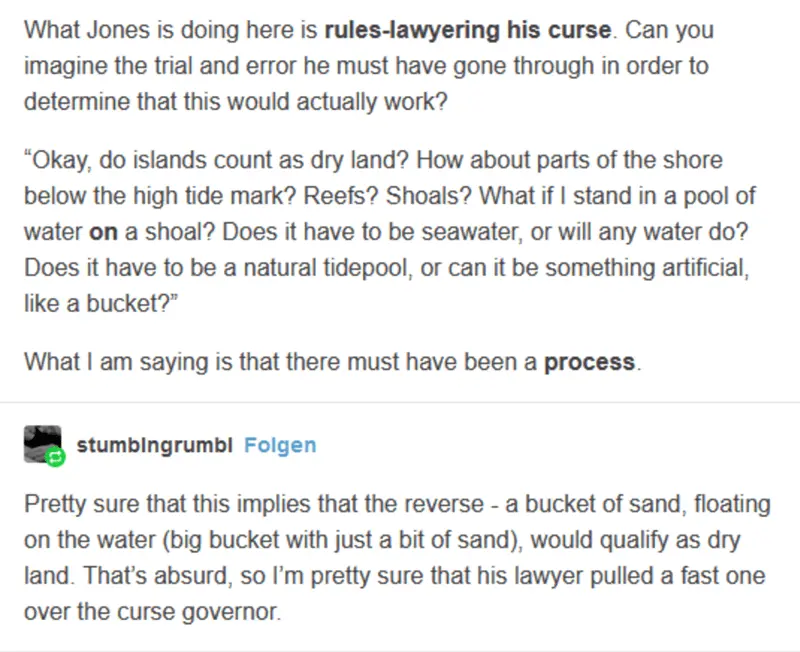 What Jones is doing here is rules-lawyering his curse. Can you
imagine the trial and error he must have gone through in order to
determine that this would actually work?
“Okay, do islands count as dry land? How about parts of the shore
below the high tide mark? Reefs? Shoals? What if I stand in a pool of
water on a shoal? Does it have to be seawater, or will any water do?
Does it have to be a natural tidepool, or can it be something artificial,
like a bucket?”
What I am saying is that there must have been a process.
stumbIngrumbl Folgen
Pretty sure that this implies that the reverse - a bucket of sand, floating
on the water (big bucket with just a bit of sand), would qualify as dry
land. That’s absurd, so I’m pretty sure that his lawyer pulled a fast one
over the curse governor.